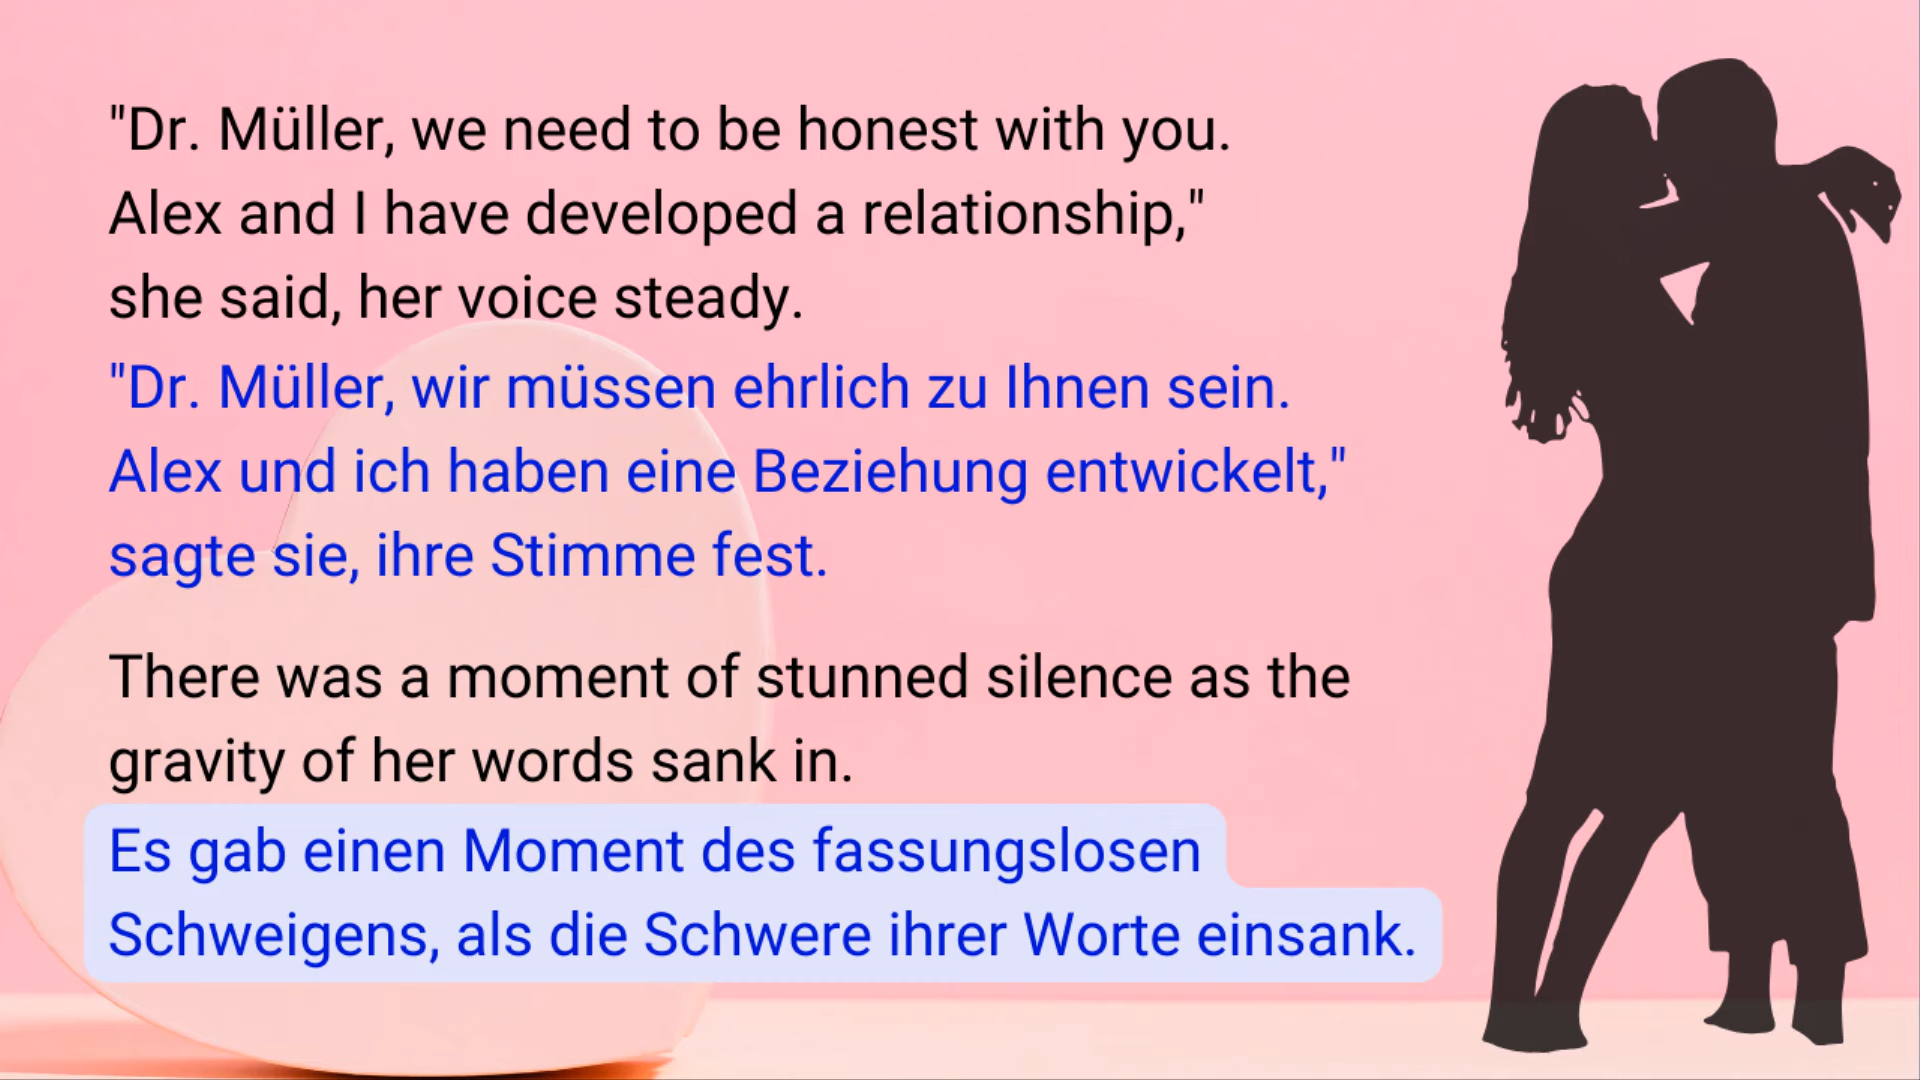 "Dr. Müller, we need to be honest with you.
Alex and I have developed a relationship,"
she said, her voice steady.
"Dr. Müller, wir müssen ehrlich zu Ihnen sein.
Alex und ich haben eine Beziehung entwickelt,"
sagte sie, ihre Stimme fest.
There was a moment of stunned silence as the
gravity of her words sank in.
Es gab einen Moment des fassungslosen
Schweigens, als die Schwere ihrer Worte einsank.